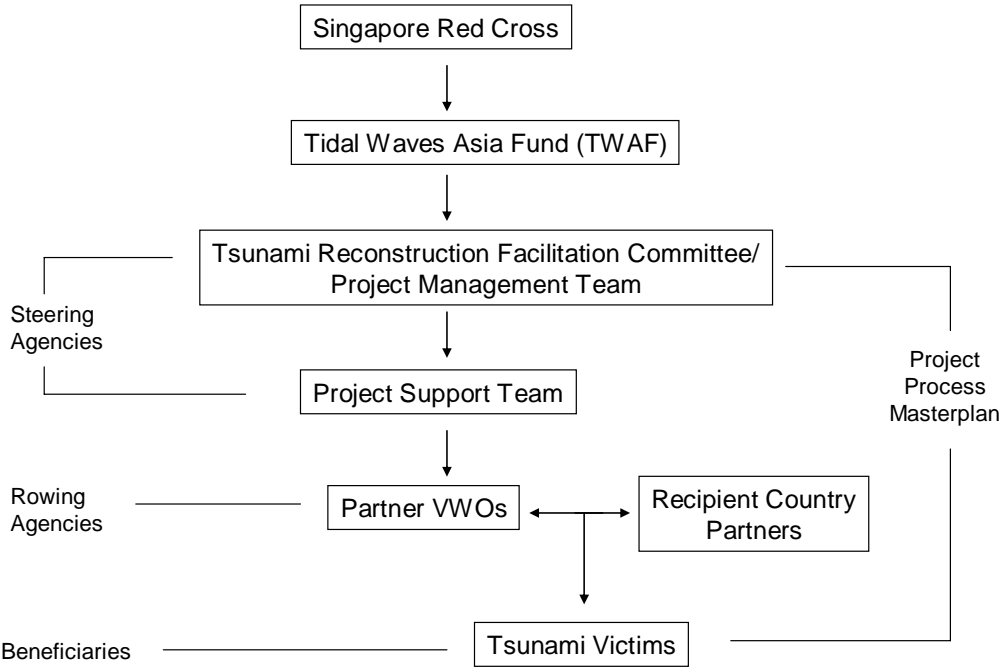 Singapore Red Cross
Tidal Waves Asia Fund (TWAF)
Tsunami Reconstruction Facilitation Committee/
Project Management Team
Steering
Agencies
Project
Process
Masterplan
Project Support Team
Rowing
Agencies
Partner VWOs
Recipient Country
Partners
Beneficiaries
Tsunami Victims